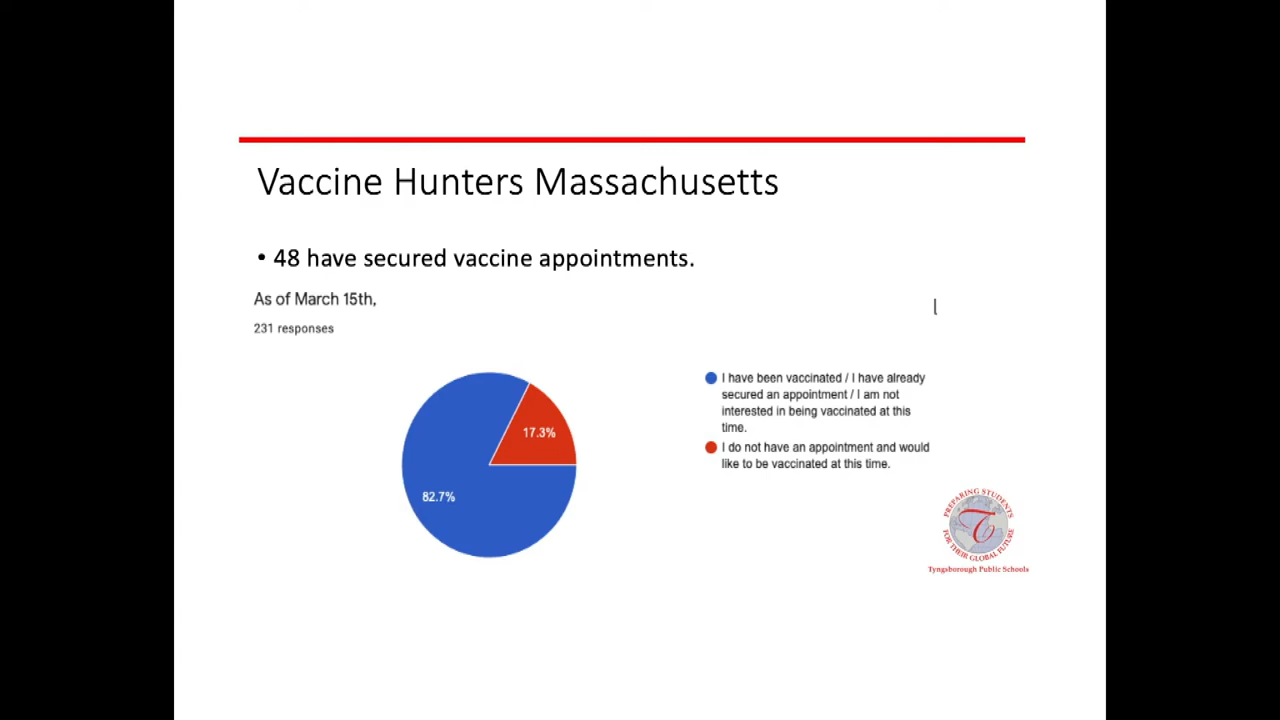 Vaccine Hunters Massachusetts
• 48 have secured vaccine appointments.
As of March 15th,
231 responses
I have been vaccinated / I have already
secured an appointment / I am not
interested in being vaccinated at this
time.
I do not have an appointment and would
like to be vaccinated at this time.
17.3%
82.7%
PREPARING STUDENTS
T
FOR THEIR GLOBAL FUTURE
Tyngsborough Public Schools